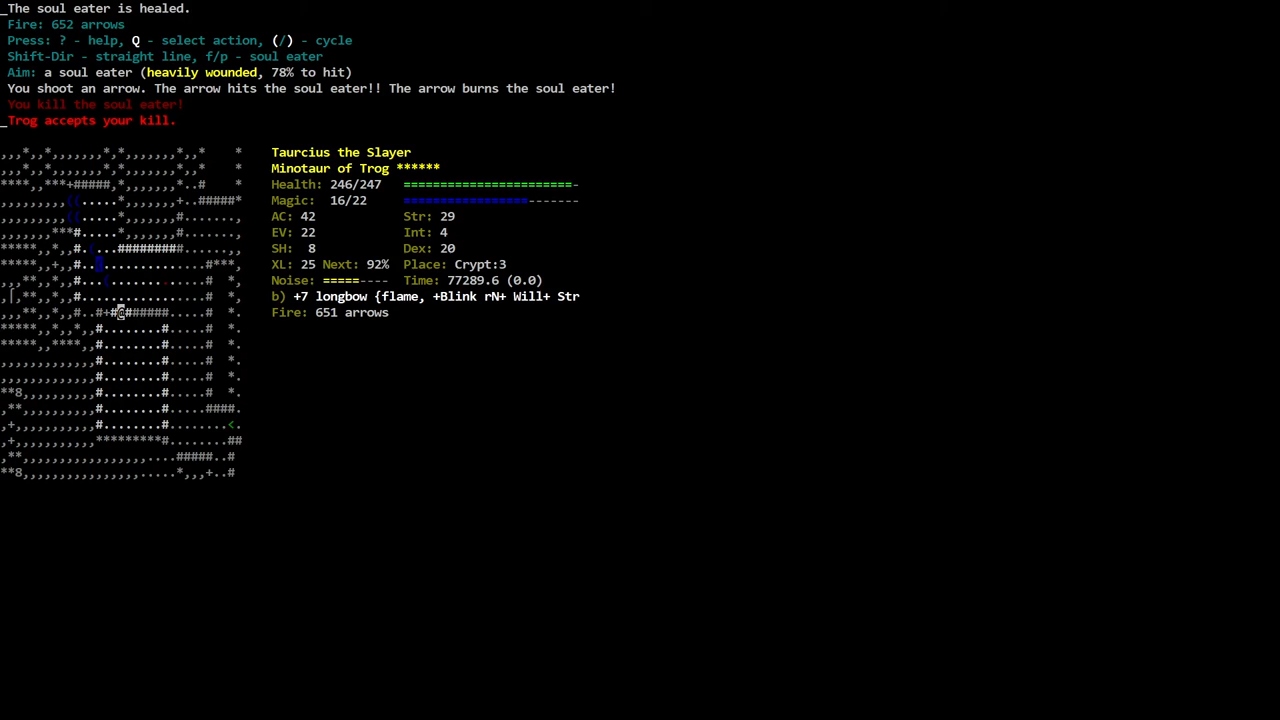 _The soul eater is healed.
Fire: 652 arrows
Press: ? - help, Q - select action, (/) - cycle
Shift-Dir - straight line, f/p - soul eater
Aim: a soul eater (heavily wounded, 78% to hit)
You shoot an arrow. The arrow hits the soul eater!! The arrow burns the soul eater!
You kill the soul eater!
_Trog accepts your kill.
Taurcius the Slayer
Minotaur of Trog ******
Health: 246/247 =======================-
Magic: 16/22 =================-------
AC: 42 Str: 29
EV: 22 Int: 4
SH: 8 Dex: 20
XL: 25 Next: 92% Place: Crypt:3
Noise: =====---- Time: 77289.6 (0.0)
b) +7 longbow {flame, +Blink rN+ Will+ Str
Fire: 651 arrows